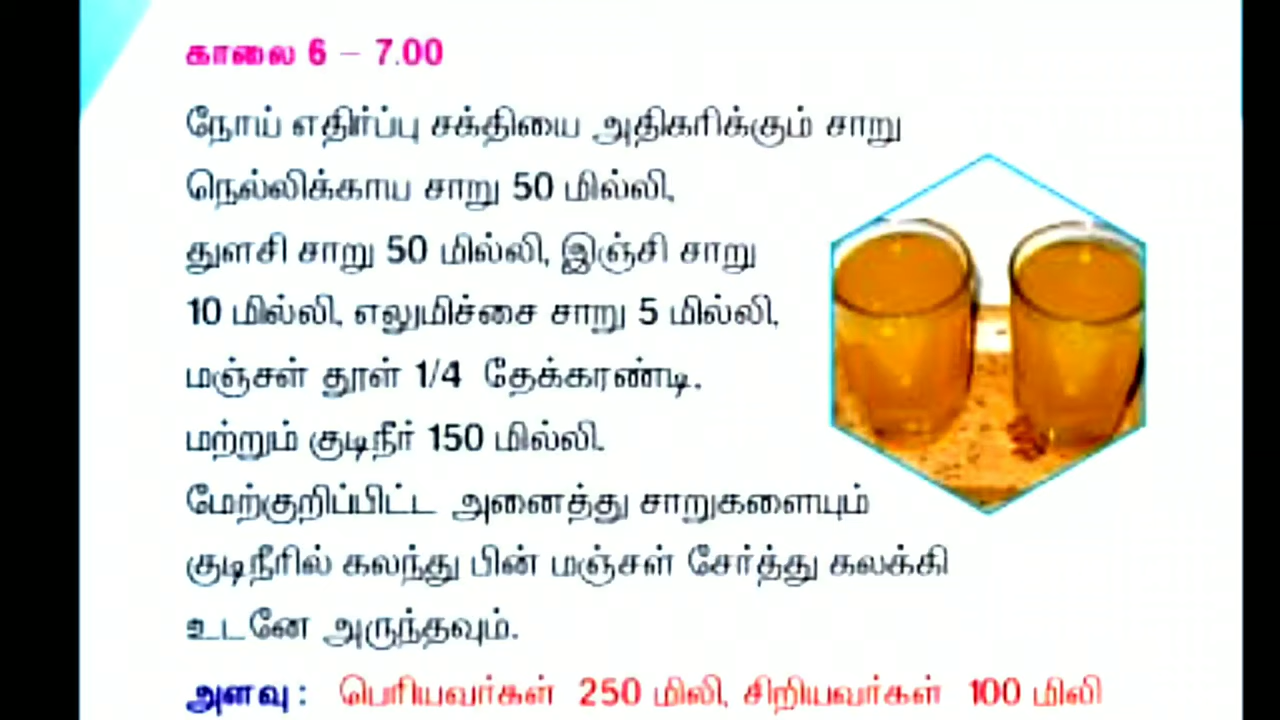 காலை 6 – 7.00
நோய் எதிர்ப்பு சக்தியை அதிகரிக்கும் சாறு
நெல்லிக்காய சாறு 50 மில்லி,
துளசி சாறு 50 மில்லி, இஞ்சி சாறு
10 மில்லி, எலுமிச்சை சாறு 5 மில்லி,
மஞ்சள் தூள் 1/4 தேக்கரண்டி,
மற்றும் குடிநீர் 150 மில்லி.
மேற்குறிப்பிட்ட அனைத்து சாறுகளையும்
குடிநீரில் கலந்து பின் மஞ்சள் சேர்த்து கலக்கி
உடனே அருந்தவும்.
அளவு : பெரியவர்கள் 250 மிலி, சிறியவர்கள் 100 மிலி